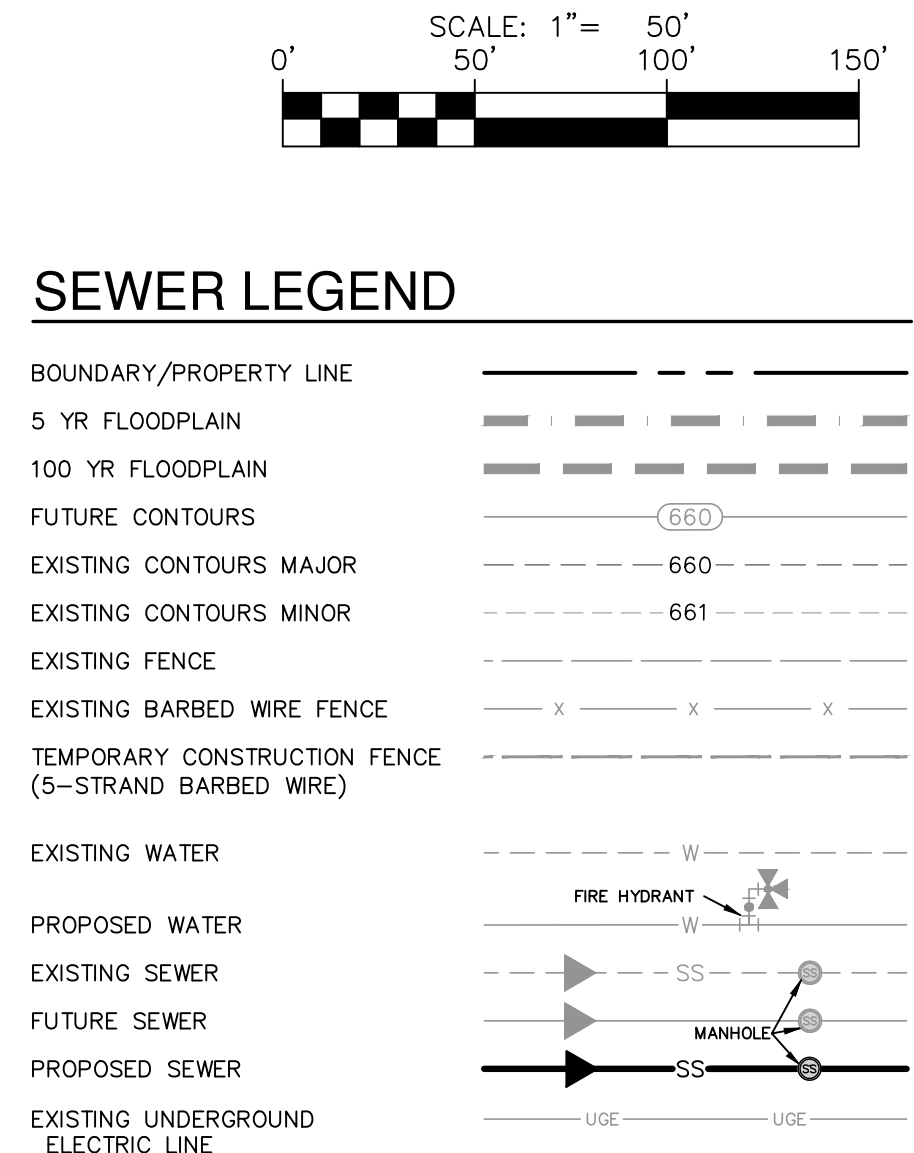 SCALE: 1"= 50'
0' 50' 100' 150'
SEWER LEGEND
BOUNDARY/PROPERTY LINE
5 YR FLOODPLAIN
100 YR FLOODPLAIN
FUTURE CONTOURS 660
EXISTING CONTOURS MAJOR 660
EXISTING CONTOURS MINOR 661
EXISTING FENCE
EXISTING BARBED WIRE FENCE X X X
TEMPORARY CONSTRUCTION FENCE
(5-STRAND BARBED WIRE)
EXISTING WATER W
FIRE HYDRANT
PROPOSED WATER W
EXISTING SEWER SS SS
FUTURE SEWER SS
MANHOLE
PROPOSED SEWER SS SS
EXISTING UNDERGROUND UGE UGE
ELECTRIC LINE